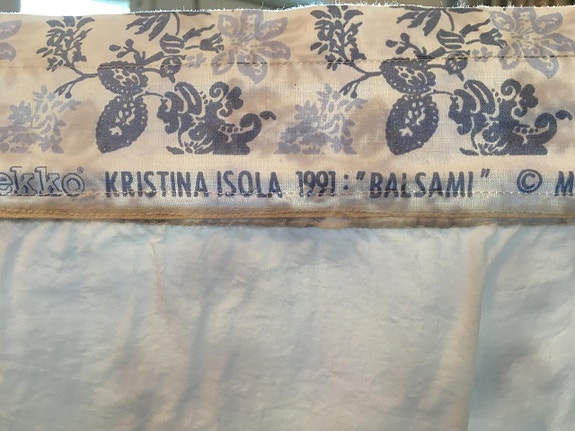 ekko® KRISTINA ISOLA 1991: "BALSAMI" © M